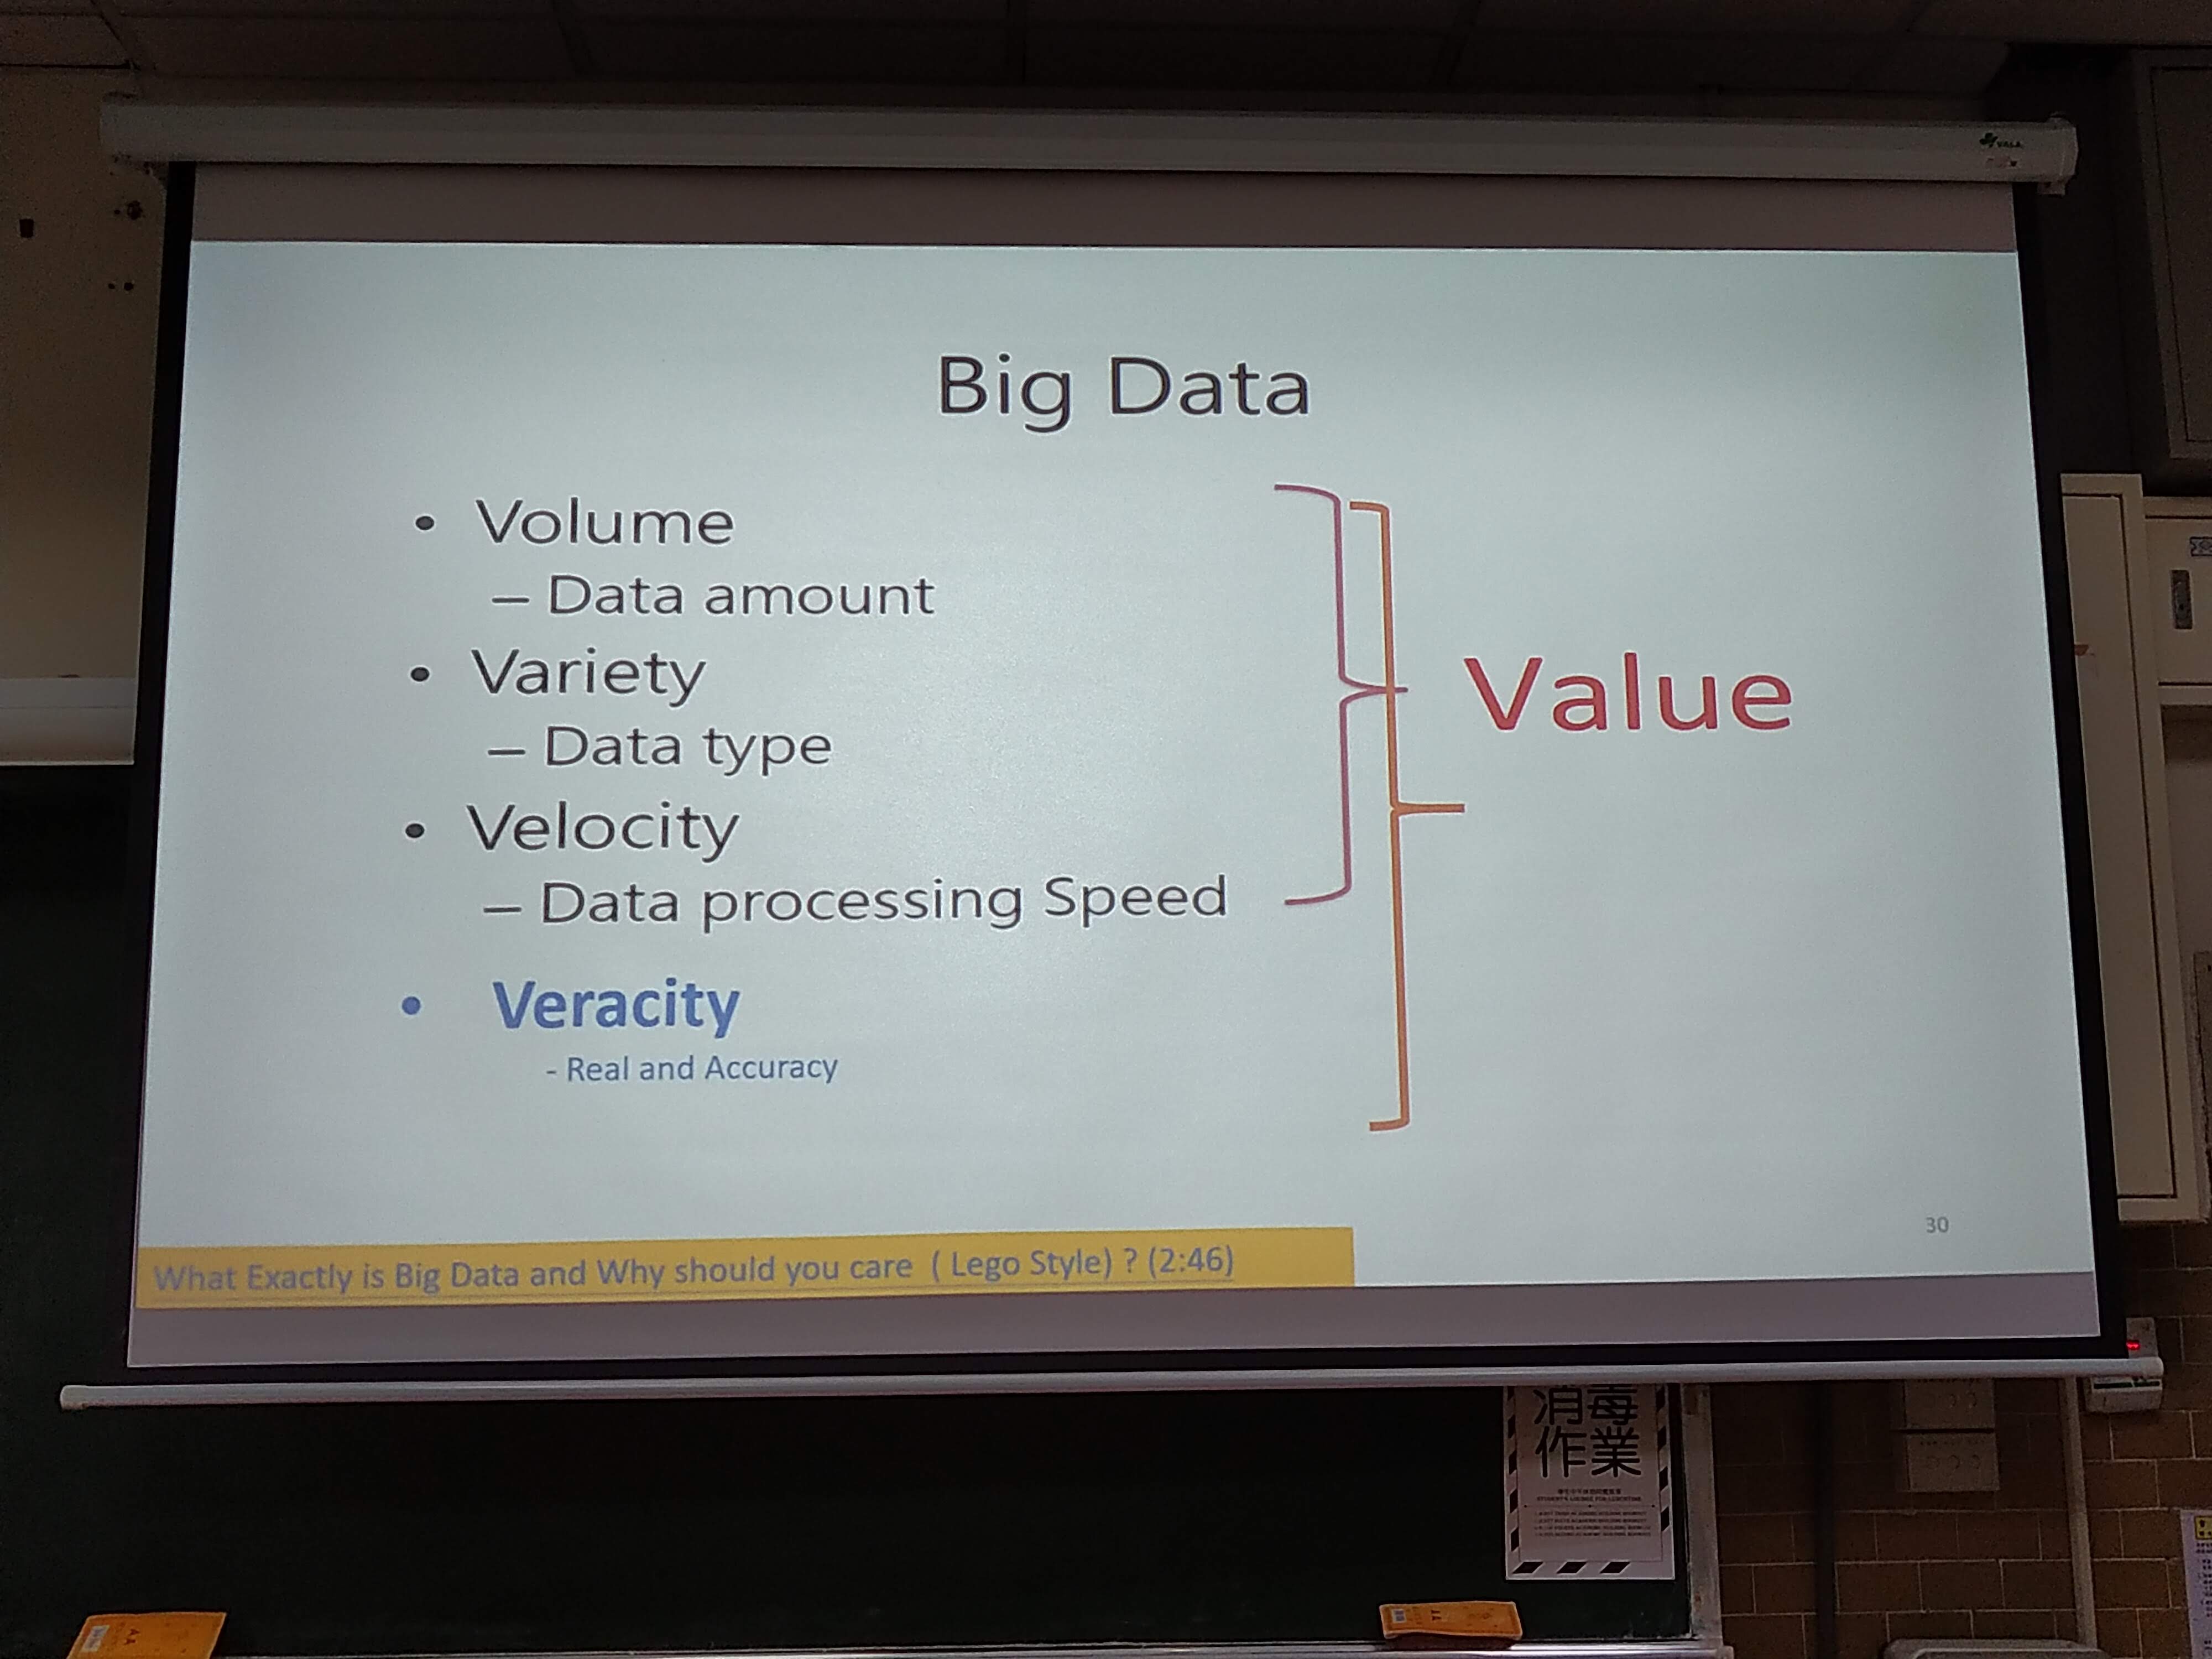 VALA
Big Data
• Volume
– Data amount
• Variety
– Data type
• Velocity
– Data processing Speed
Value
• Veracity
- Real and Accuracy
30
What Exactly is Big Data and Why should you care ( Lego Style) ? (2:46)
消毒
作業